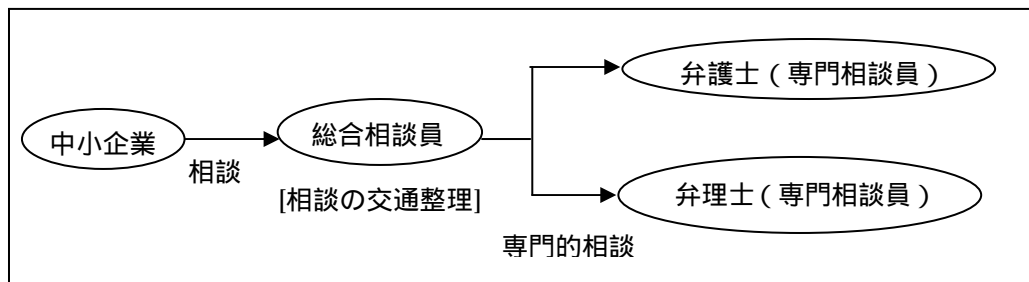 弁護士（専門相談員）
中小企業
総合相談員
相談
[相談の交通整理]
弁理士（専門相談員）
専門的相談